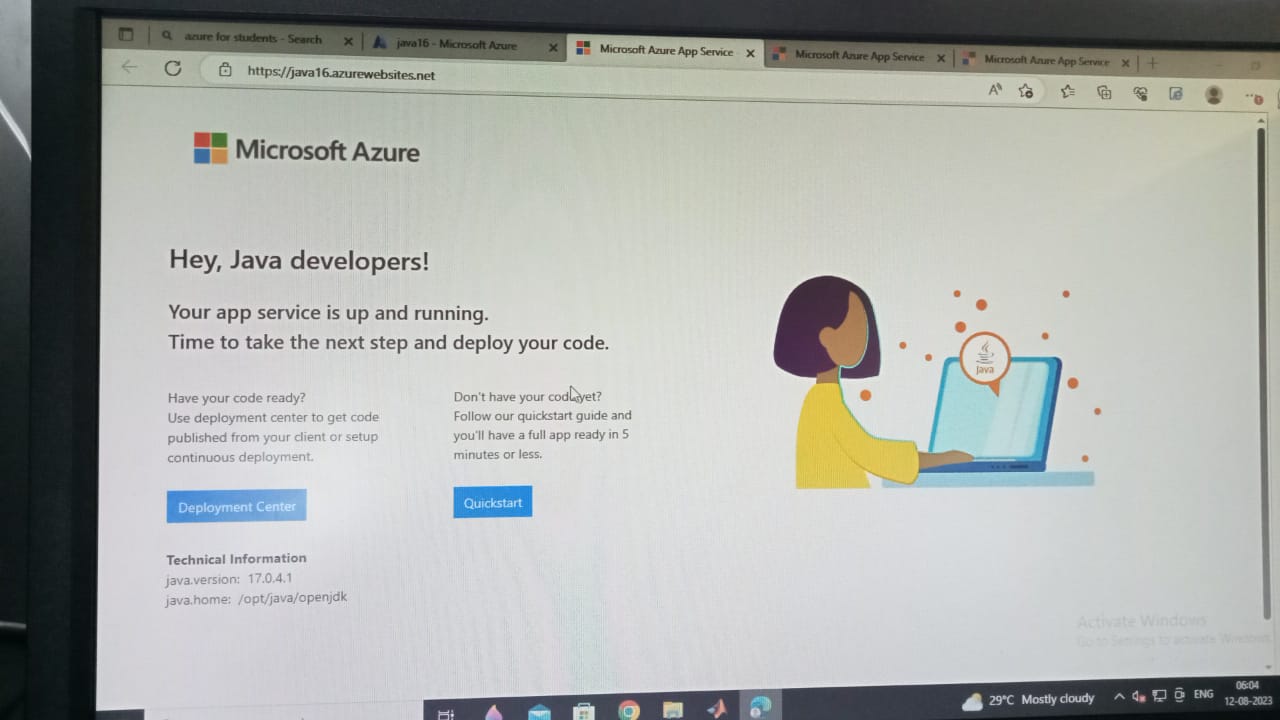 azure for students - Search
java16 - Microsoft Azure
Microsoft Azure App Service
Microsoft Azure App Service
Microsoft Azure App Service
https://java16.azurewebsites.net
Microsoft Azure
Hey, Java developers!
Your app service is up and running.
Time to take the next step and deploy your code.
Have your code ready?
Use deployment center to get code
published from your client or setup
continuous deployment.
Deployment Center
Don't have your code yet?
Follow our quickstart guide and
you'll have a full app ready in 5
minutes or less.
Quickstart
Java
Technical Information
java.version: 17.0.4.1
java.home: /opt/java/openjdk
Activate Windows
Go to Settings to activate Windows.
29°C Mostly cloudy
ENG
06:04
12-08-2023